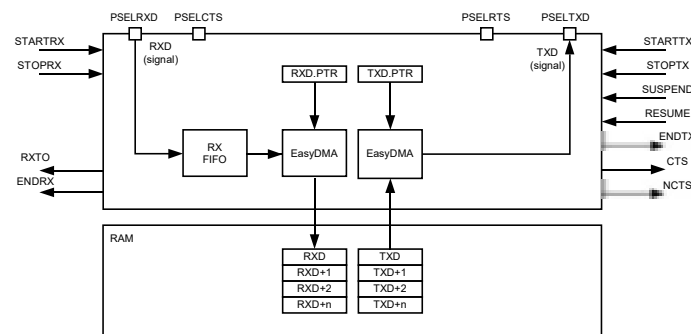 PSELRXD
PSELCTS
PSELRTS
PSELTXD
STARTRX
STOPRX
RXD
(signal)
TXD
(signal)
STARTTX
STOPTX
SUSPEND
RESUME
ENDTX
CTS
NCTS
RXD.PTR
TXD.PTR
RX
FIFO
EasyDMA
EasyDMA
RXTO
ENDRX
RAM
RXD
RXD+1
RXD+2
RXD+n
TXD
TXD+1
TXD+2
TXD+n